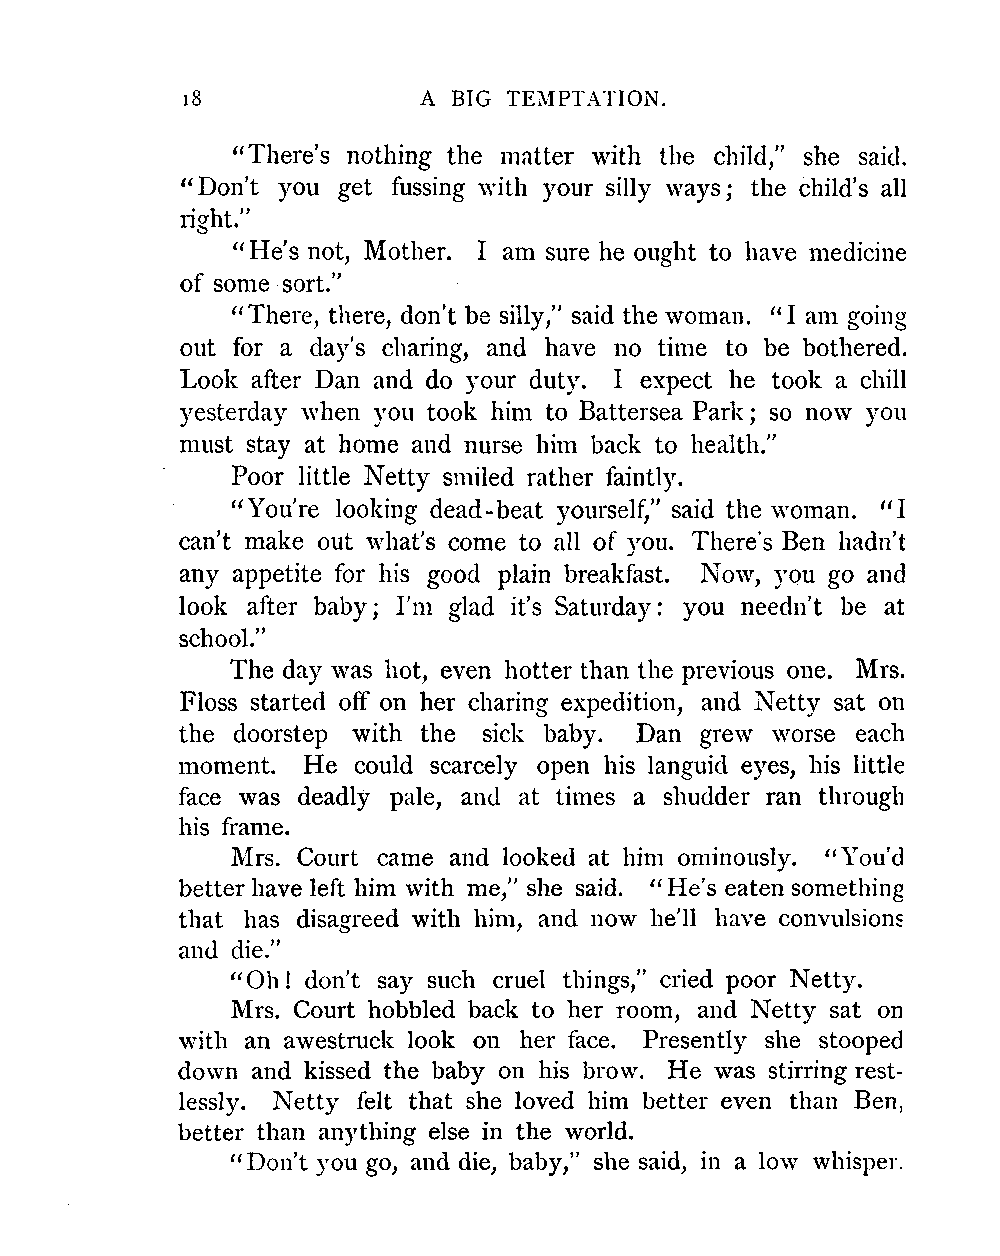 18 A BIG TEMPTATION.
“There's nothing the matter with the child,” she said.
“Don't you get fussing with your silly ways; the child's all
right.”
“He's not, Mother. I am sure he ought to have medicine
of some sort.”
“There, there, don't be silly,” said the woman. “I am going
out for a day's charing, and have no time to be bothered.
Look after Dan and do your duty. I expect he took a chill
yesterday when you took him to Battersea Park; so now you
must stay at home and nurse him back to health.”
Poor little Netty smiled rather faintly.
“You're looking dead-beat yourself,” said the woman. “I
can't make out what's come to all of you. There's Ben hadn't
any appetite for his good plain breakfast. Now, you go and
look after baby; I'm glad it's Saturday: you needn't be at
school.”
The day was hot, even hotter than the previous one. Mrs.
Floss started off on her charing expedition, and Netty sat on
the doorstep with the sick baby. Dan grew worse each
moment. He could scarcely open his languid eyes, his little
face was deadly pale, and at times a shudder ran through
his frame.
Mrs. Court came and looked at him ominously. “You'd
better have left him with me,” she said. “He's eaten something
that has disagreed with him, and now he'll have convulsions
and die.”
“Oh! don't say such cruel things,” cried poor Netty.
Mrs. Court hobbled back to her room, and Netty sat on
with an awestruck look on her face. Presently she stooped
down and kissed the baby on his brow. He was stirring rest-
lessly. Netty felt that she loved him better even than Ben,
better than anything else in the world.
“Don't you go, and die, baby,” she said, in a low whisper.